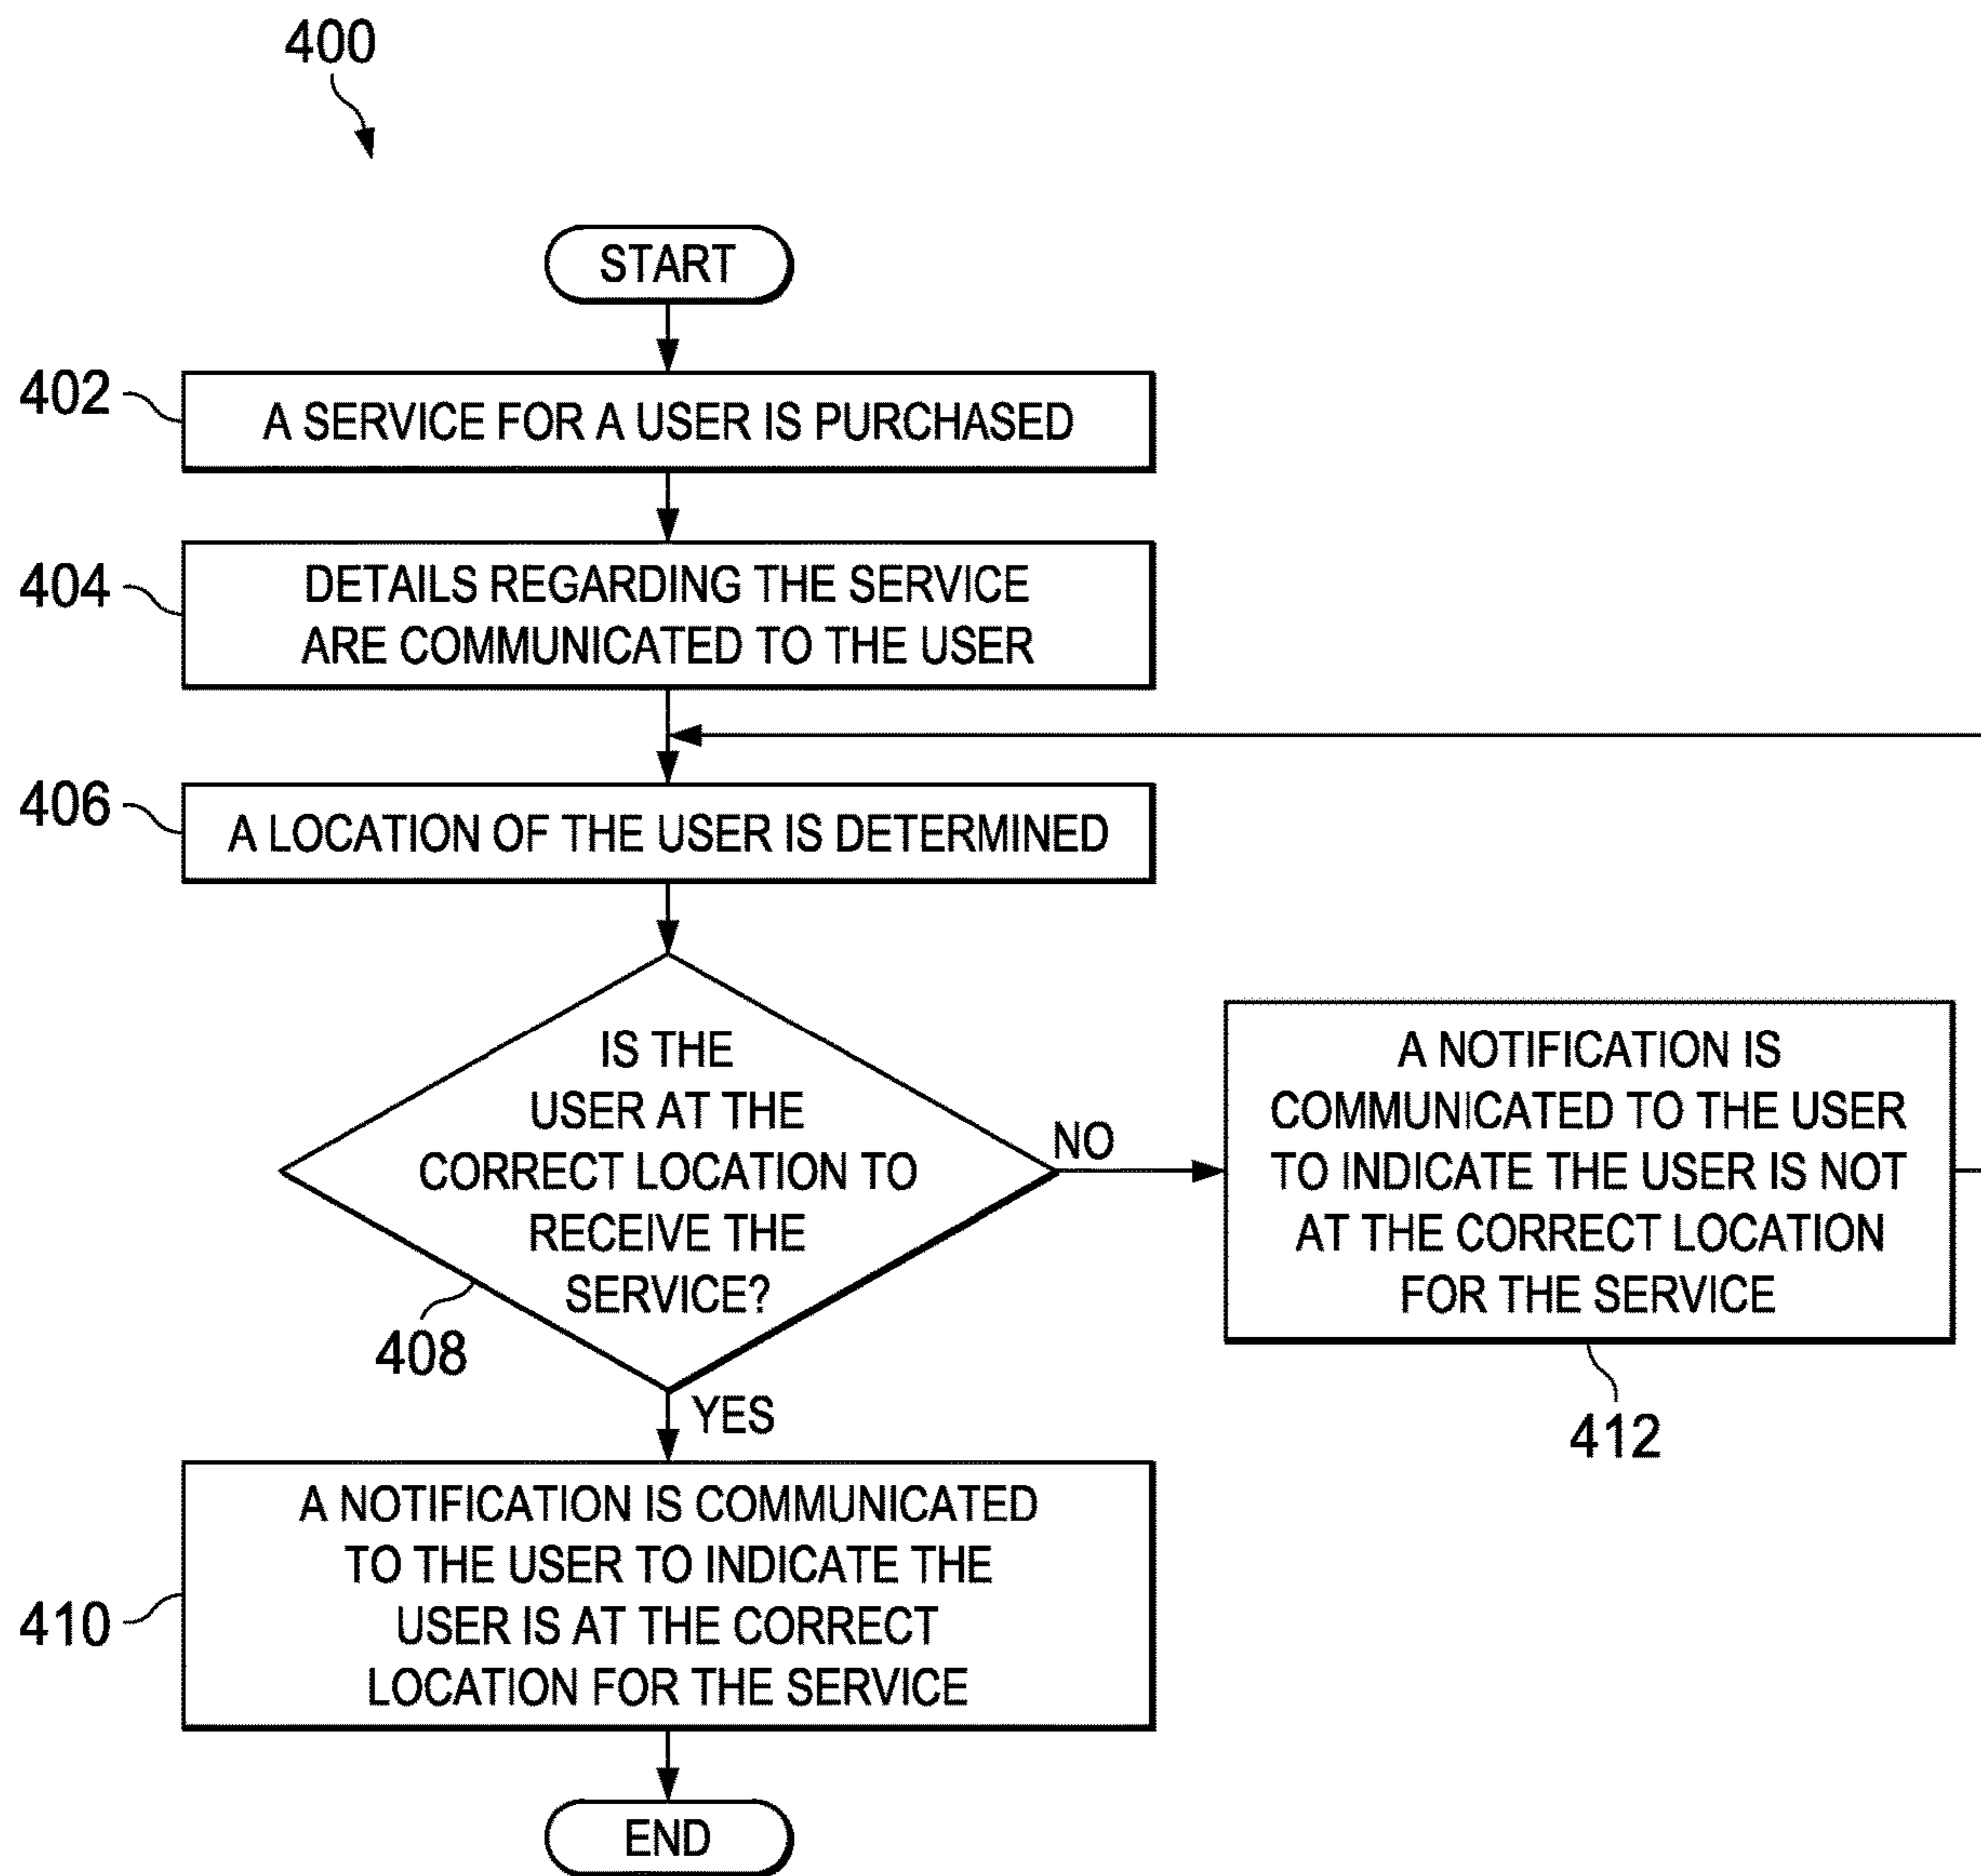 400
START
402
A SERVICE FOR A USER IS PURCHASED
404
DETAILS REGARDING THE SERVICE
ARE COMMUNICATED TO THE USER
406
A LOCATION OF THE USER IS DETERMINED
IS THE
USER AT THE
CORRECT LOCATION TO
RECEIVE THE
SERVICE?
408
NO
A NOTIFICATION IS
COMMUNICATED TO THE USER
TO INDICATE THE USER IS NOT
AT THE CORRECT LOCATION
FOR THE SERVICE
412
YES
410
A NOTIFICATION IS COMMUNICATED
TO THE USER TO INDICATE THE
USER IS AT THE CORRECT
LOCATION FOR THE SERVICE
END